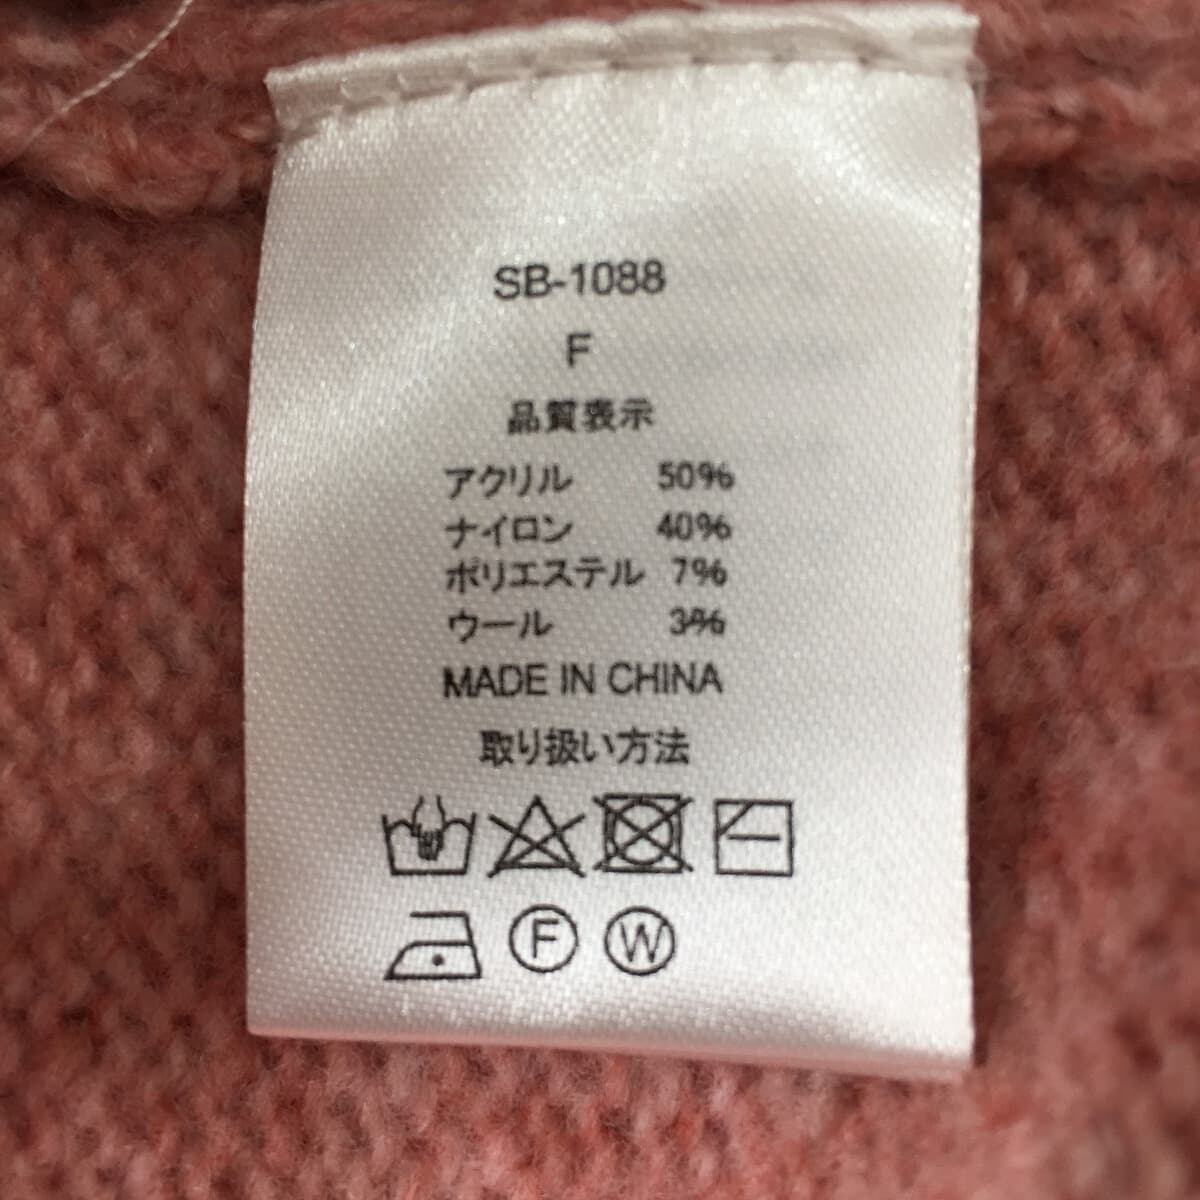 SB-1088
F
品質表示
アクリル 50%
ナイロン 40%
ポリエステル 7%
ウール 3%
MADE IN CHINA
取り扱い方法
F W